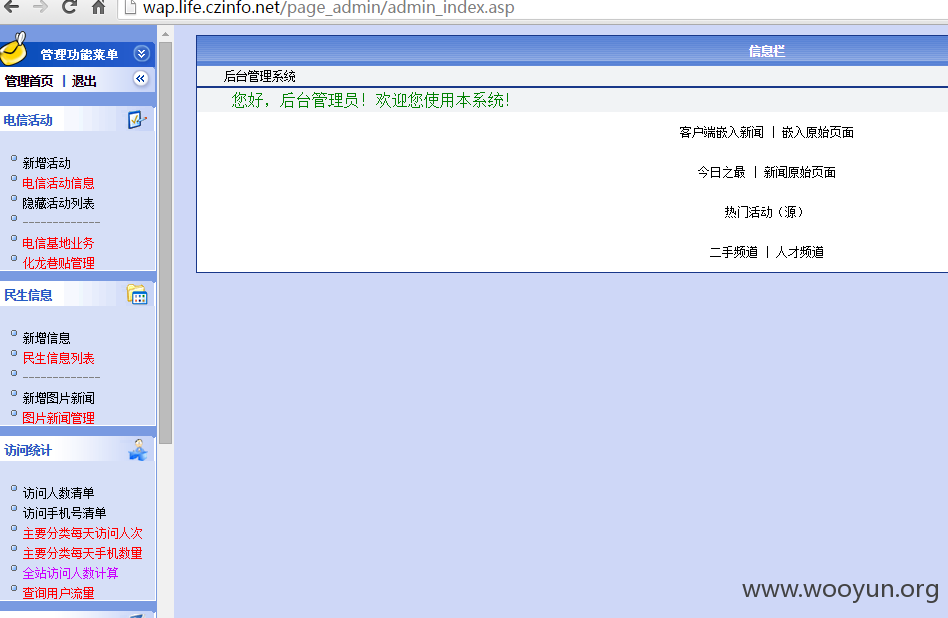 wap.life.czinfo.net/page_admin/admin_index.asp
管理功能菜单
管理首页 | 退出
电信活动
新增活动
电信活动信息
隐藏活动列表
-------------
电信基地业务
化龙巷贴管理
民生信息
新增信息
民生信息列表
-------------
新增图片新闻
图片新闻管理
访问统计
访问人数清单
访问手机号清单
主要分类每天访问人次
主要分类每天手机数量
全站访问人数计算
查询用户流量
信息栏
后台管理系统
您好，后台管理员！欢迎您使用本系统！
客户端嵌入新闻 | 嵌入原始页面
今日之最 | 新闻原始页面
热门活动（源）
二手频道 | 人才频道
www.wooyun.org